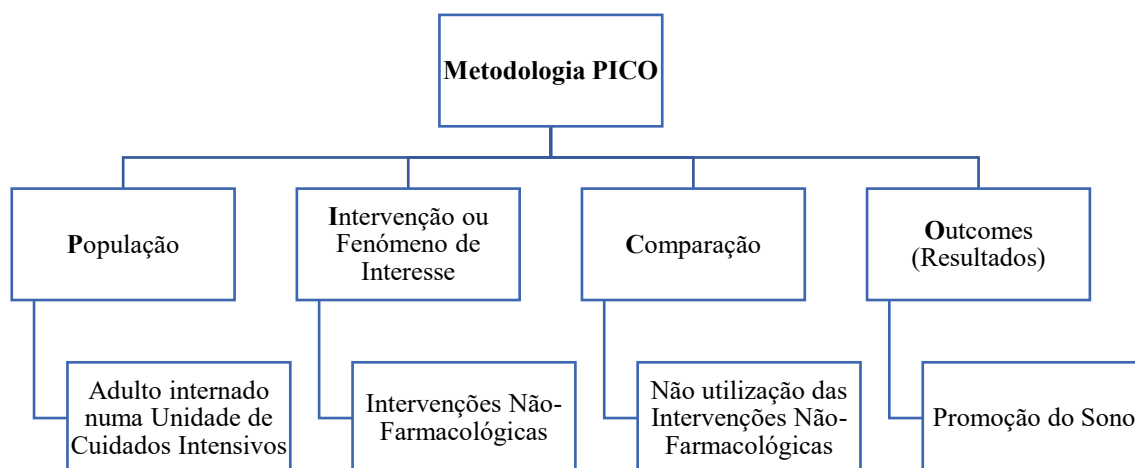 Metodologia PICO
População
Intervenção ou
Fenómeno de
Interesse
Comparação
Outcomes
(Resultados)
Adulto internado
numa Unidade de
Cuidados Intensivos
Intervenções Não-
Farmacológicas
Não utilização das
Intervenções Não-
Farmacológicas
Promoção do Sono